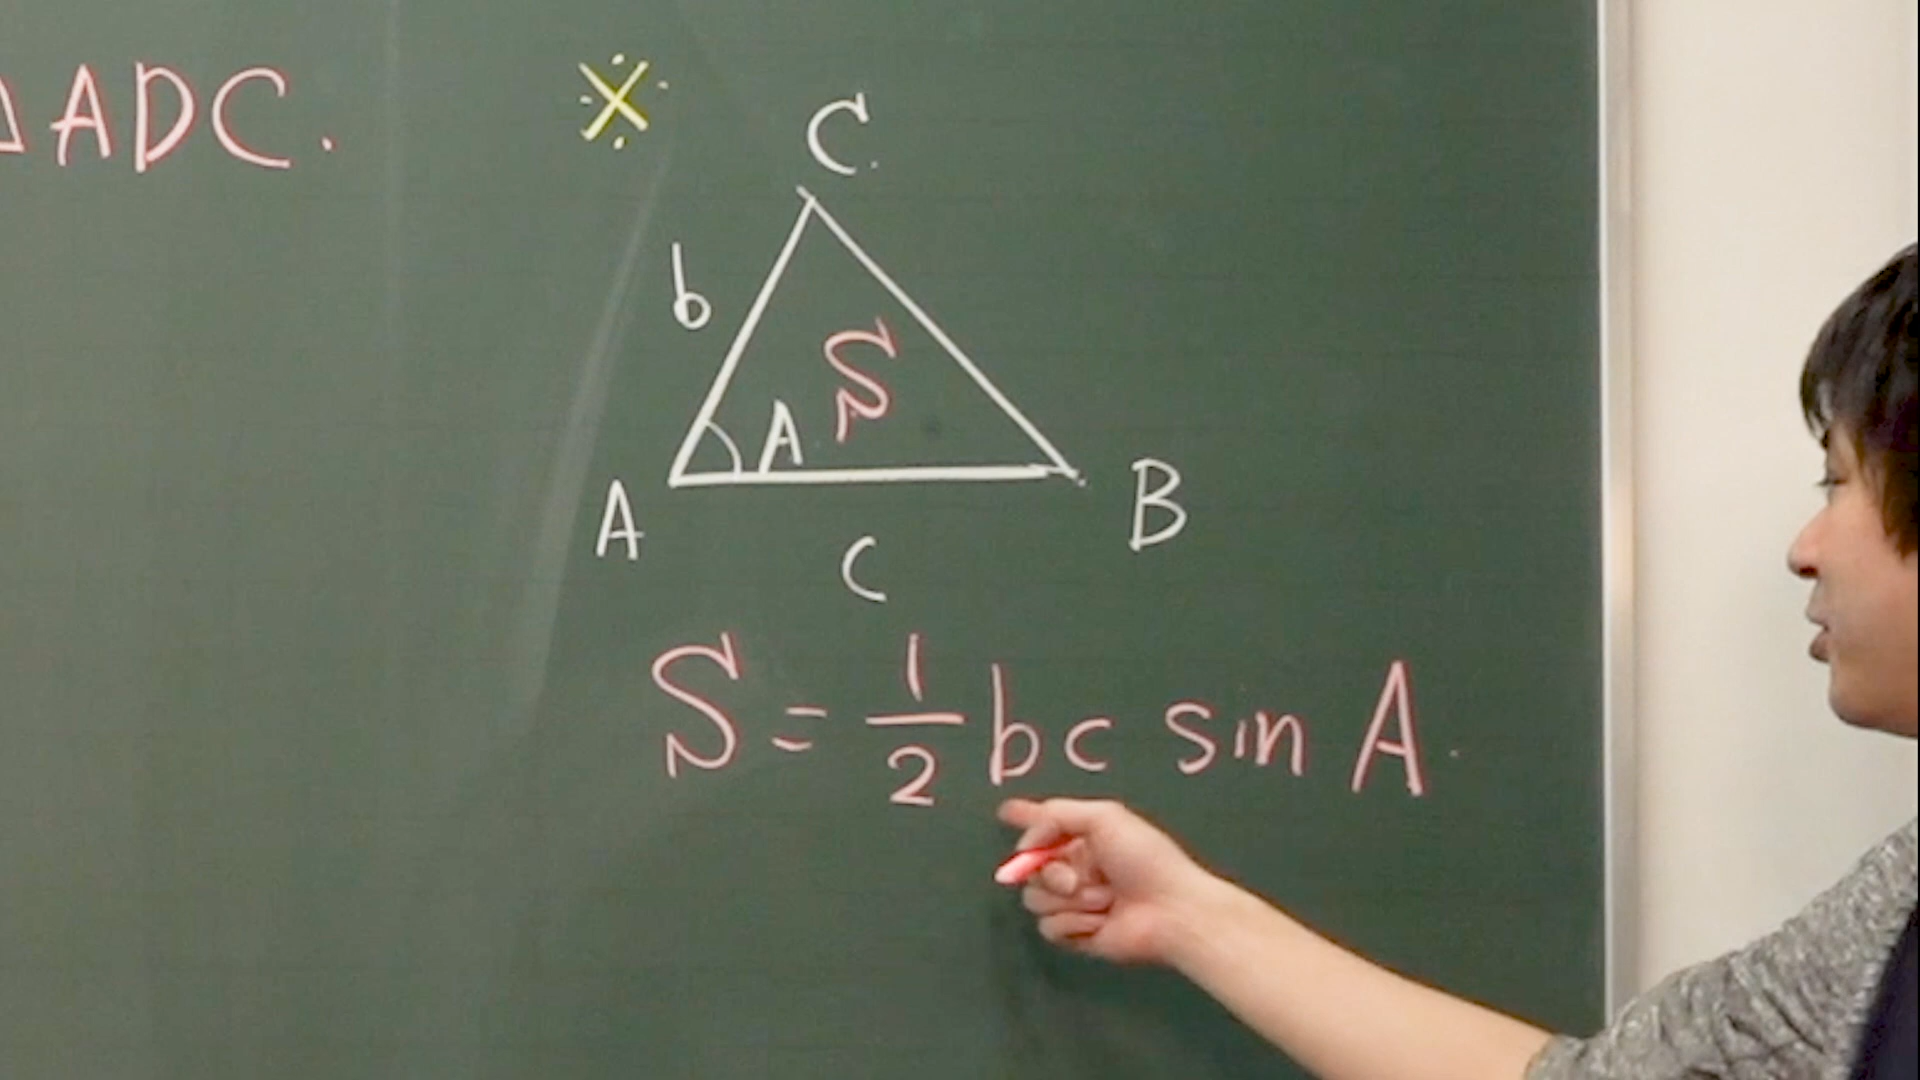 △ADC.
※
C.
b
S
A
A
B
c
S = 1/2 bc sin A.